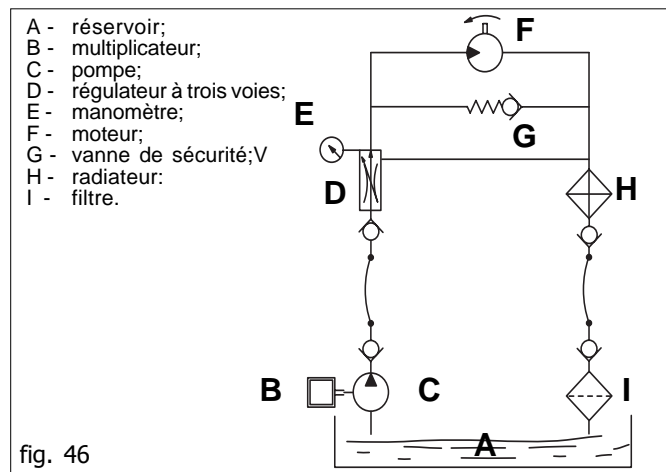 A - réservoir;
B - multiplicateur;
C - pompe;
D - régulateur à trois voies;
E - manomètre;
F - moteur;
G - vanne de sécurité;V
H - radiateur:
I - filtre.
F
E
G
D
H
B
C
I
A
fig. 46